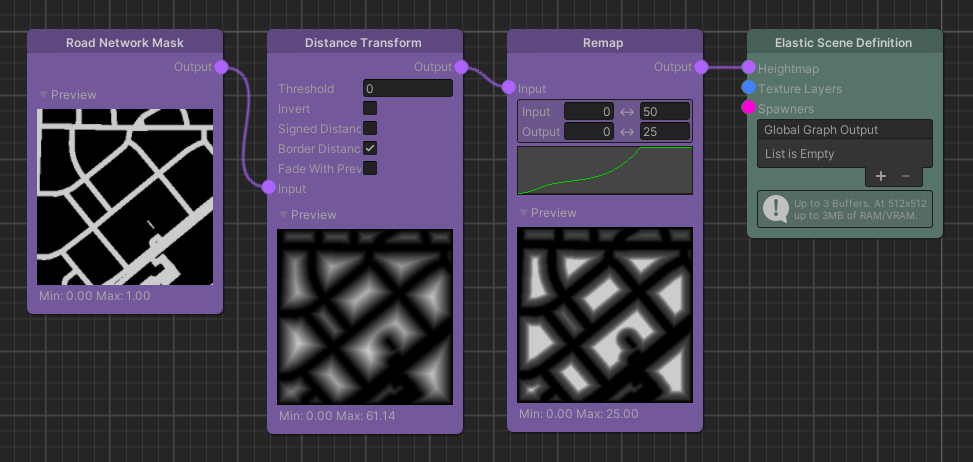 Road Network Mask
Output
Preview
Min: 0.00 Max: 1.00
Distance Transform
Output
Threshold
0
Invert
Signed Distanc
Border Distanc
Fade With Prev
Input
Preview
Min: 0.00 Max: 61.14
Remap
Output
Input
Input 0 ↔ 50
Output 0 ↔ 25
Preview
Min: 0.00 Max: 25.00
Elastic Scene Definition
Heightmap
Texture Layers
Spawners
Global Graph Output
List is Empty
+ −
Up to 3 Buffers. At 512x512
up to 3MB of RAM/VRAM.